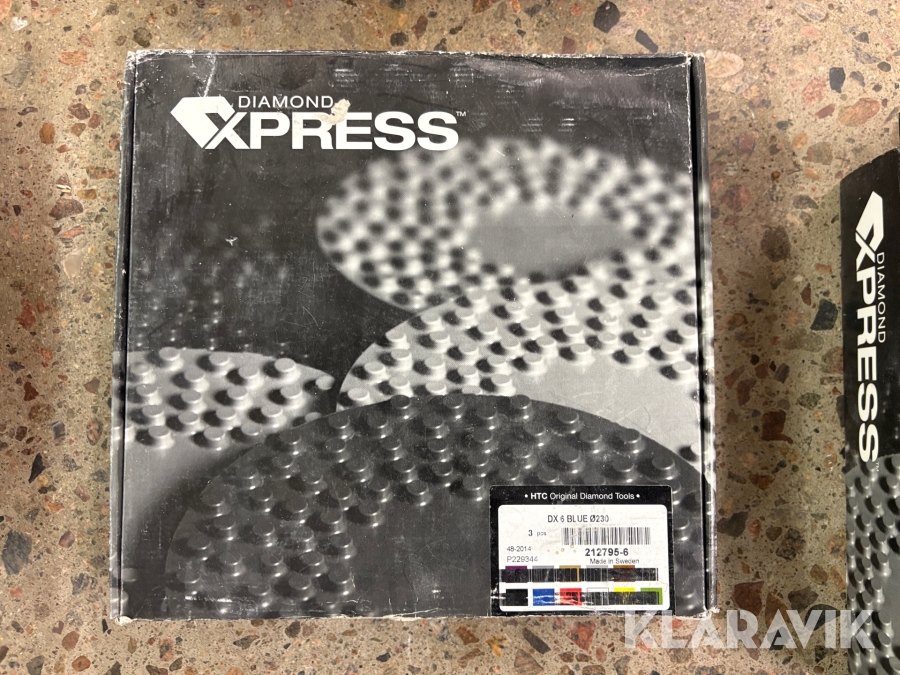 DIAMOND
XPRESS™
• HTC Original Diamond Tools •
DX 6 BLUE Ø230
3 pcs
48-2014
212795-6
P229344
Made in Sweden
DIAMOND
XPRESS
KLARAVIK